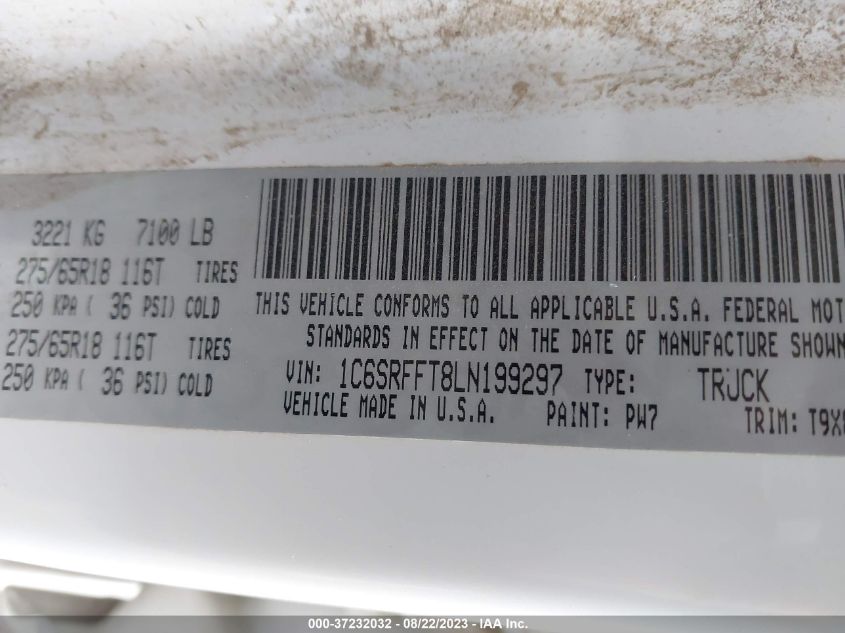 3221 KG 7100 LB
275/65R18 116T TIRES
250 KPA ( 36 PSI) COLD
275/65R18 116T TIRES
250 KPA ( 36 PSI) COLD
THIS VEHICLE CONFORMS TO ALL APPLICABLE U.S.A. FEDERAL MOT
STANDARDS IN EFFECT ON THE DATE OF MANUFACTURE SHOWN
VIN: 1C6SRFFT8LN199297 TYPE: TRUCK
VEHICLE MADE IN U.S.A. PAINT: PW7 TRIM: T9X
000-37232032 - 08/22/2023 - IAA Inc.